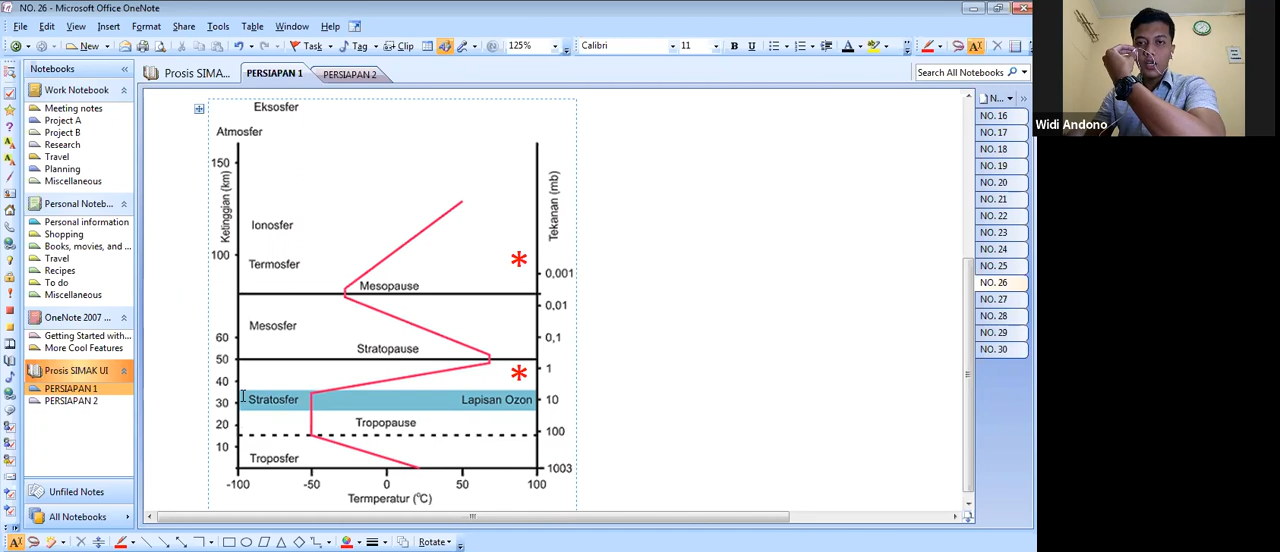 NO. 26 - Microsoft Office OneNote
File Edit View Insert Format Share Tools Table Window Help
New Task Tag Clip 125% Calibri 11 B U A
Notebooks
Prosis SIMA... PERSIAPAN 1 PERSIAPAN 2 Search All Notebooks
Work Notebook
Meeting notes
Project A
Project B
Research
Travel
Planning
Miscellaneous
Personal Noteb...
Personal information
Shopping
Books, movies, and ...
Travel
Recipes
To do
Miscellaneous
OneNote 2007 ...
Getting Started with...
More Cool Features
Prosis SIMAK UI
PERSIAPAN 1
PERSIAPAN 2
Unfiled Notes
All Notebooks
Eksosfer
Atmosfer
150
Ketinggian (km)
Tekanan (mb)
Ionosfer
100
Termosfer
*
0,001
Mesopause
0,01
Mesosfer
60
0,1
Stratopause
50
1
*
40
30 Stratosfer Lapisan Ozon 10
20
Tropopause
100
10
Troposfer
1003
-100 -50 0 50 100
Termperatur (°C)
N...
NO. 16
NO. 17
NO. 18
NO. 19
NO. 20
NO. 21
NO. 22
NO. 23
NO. 24
NO. 25
NO. 26
NO. 27
NO. 28
NO. 29
NO. 30
A Rotate
Widi Andono